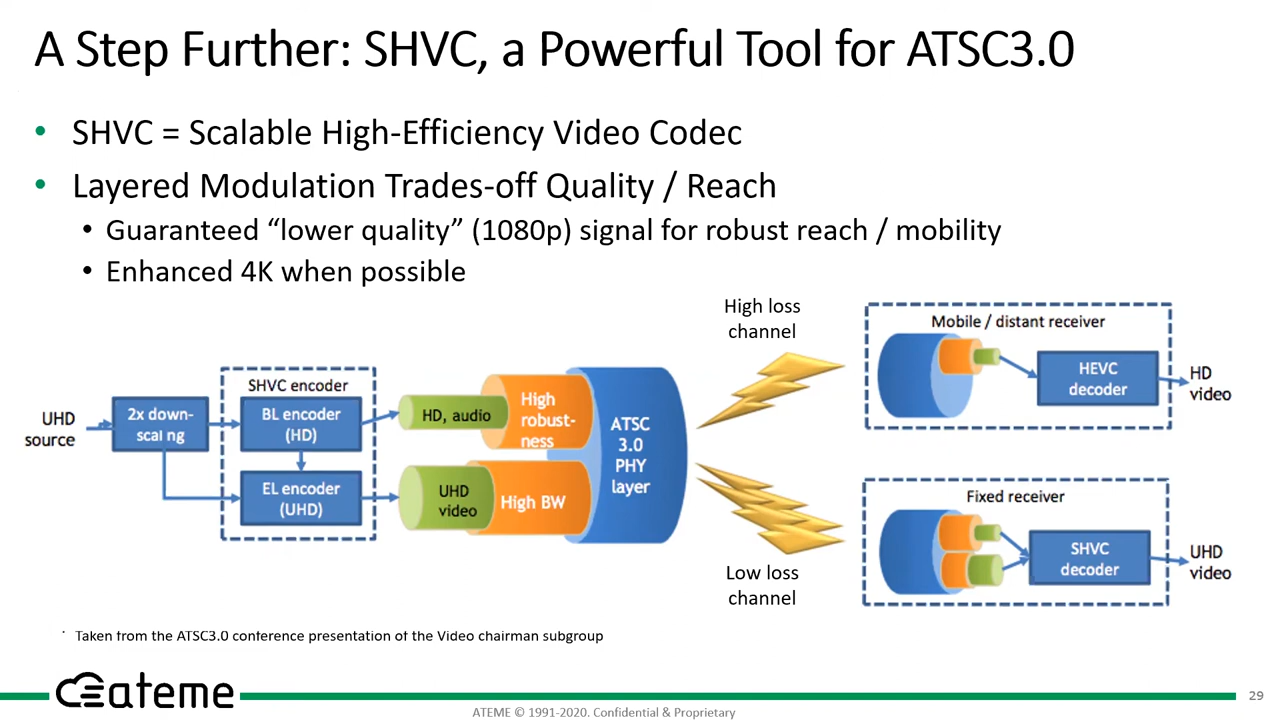 A Step Further: SHVC, a Powerful Tool for ATSC3.0
• SHVC = Scalable High-Efficiency Video Codec
• Layered Modulation Trades-off Quality / Reach
• Guaranteed “lower quality” (1080p) signal for robust reach / mobility
• Enhanced 4K when possible
UHD
source
2x down-
scaling
SHVC encoder
BL encoder
(HD)
EL encoder
(UHD)
HD, audio
High
robust-
ness
UHD
video
High BW
ATSC
3.0
PHY
layer
High loss
channel
Low loss
channel
Mobile / distant receiver
HEVC
decoder
HD
video
Fixed receiver
SHVC
decoder
UHD
video
Taken from the ATSC3.0 conference presentation of the Video chairman subgroup
ateme
ATEME © 1991-2020. Confidential & Proprietary
29